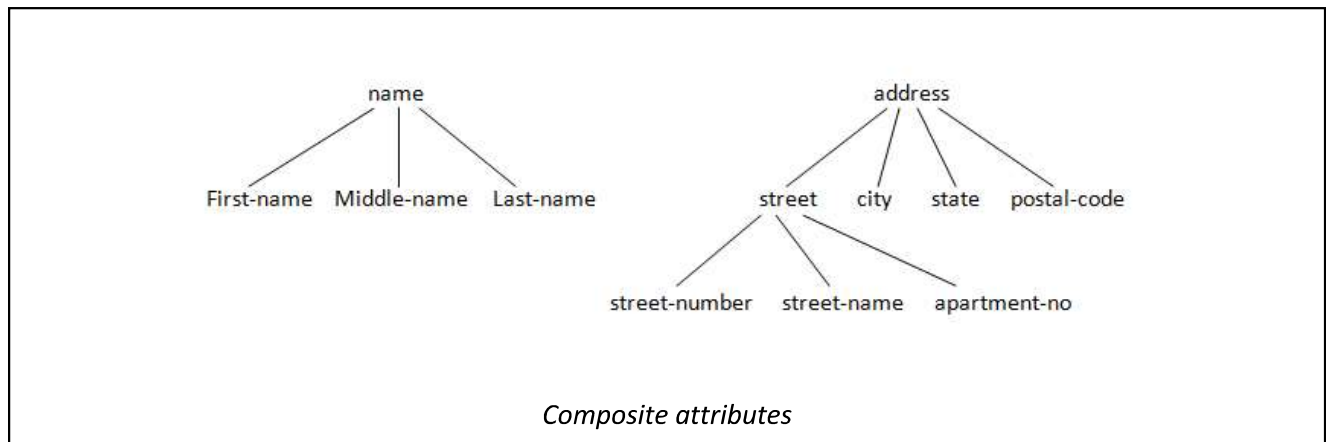 name address
First-name Middle-name Last-name street city state postal-code
street-number street-name apartment-no
Composite attributes